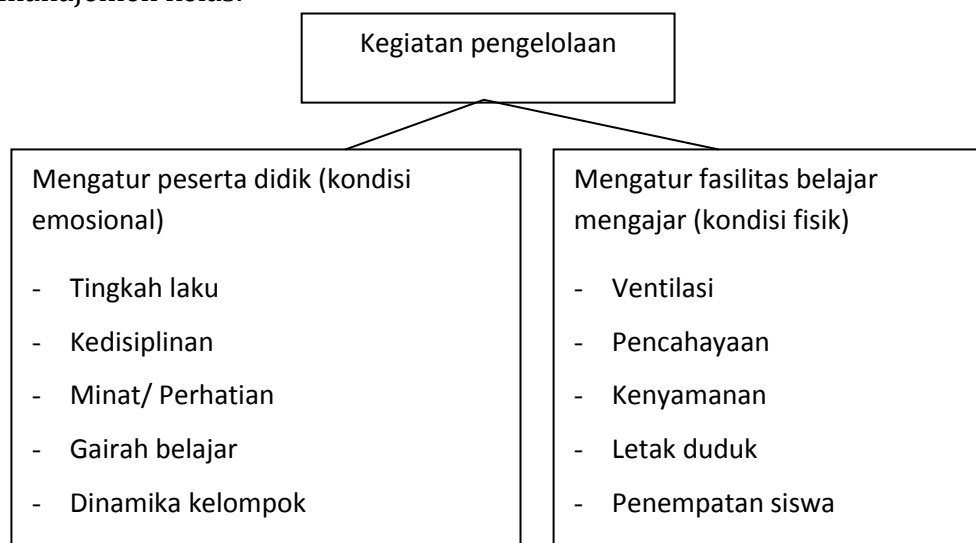 Kegiatan pengelolaan
Mengatur peserta didik (kondisi
emosional)
- Tingkah laku
- Kedisiplinan
- Minat/ Perhatian
- Gairah belajar
- Dinamika kelompok
Mengatur fasilitas belajar
mengajar (kondisi fisik)
- Ventilasi
- Pencahayaan
- Kenyamanan
- Letak duduk
- Penempatan siswa